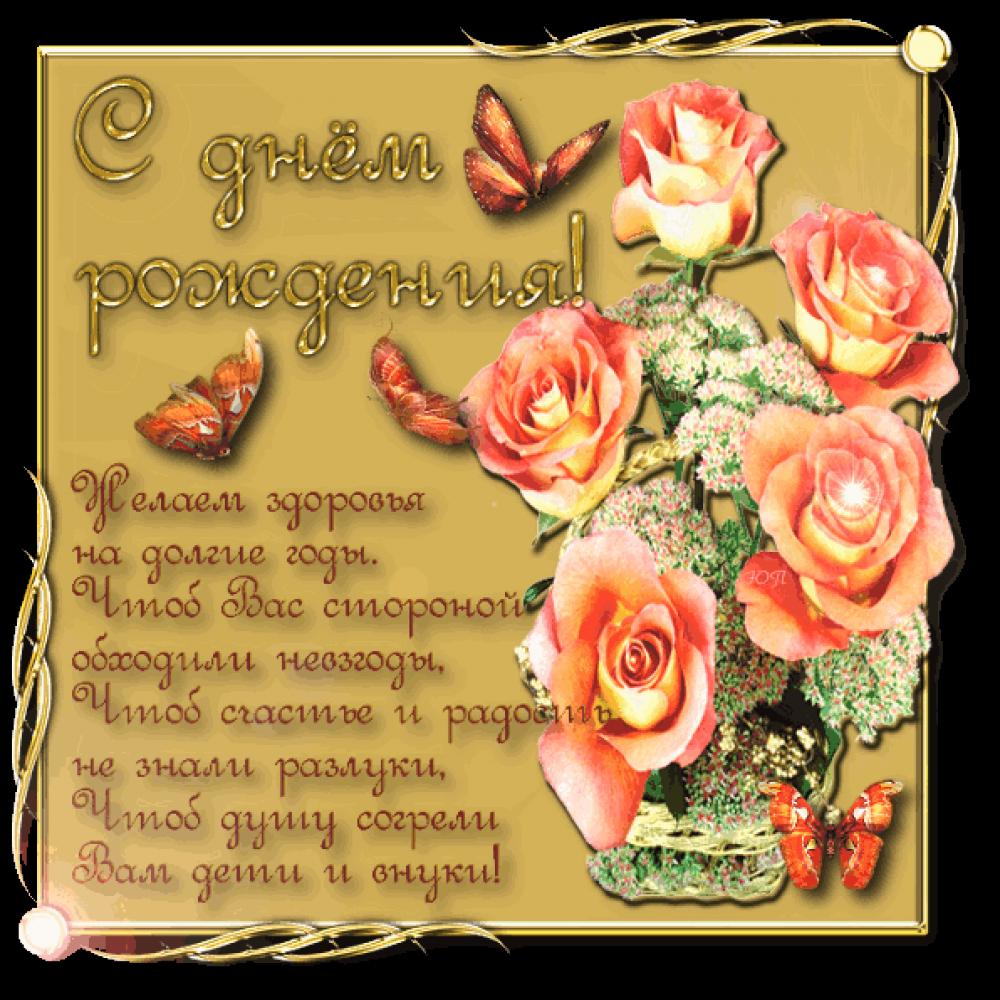 С днём
рождения!
Желаем здоровья
на долгие годы.
Чтоб Вас стороной
обходили невзгоды,
Чтоб счастье и радость
не знали разлуки,
Чтоб душу согрели
Вам дети и внуки!
ЮП